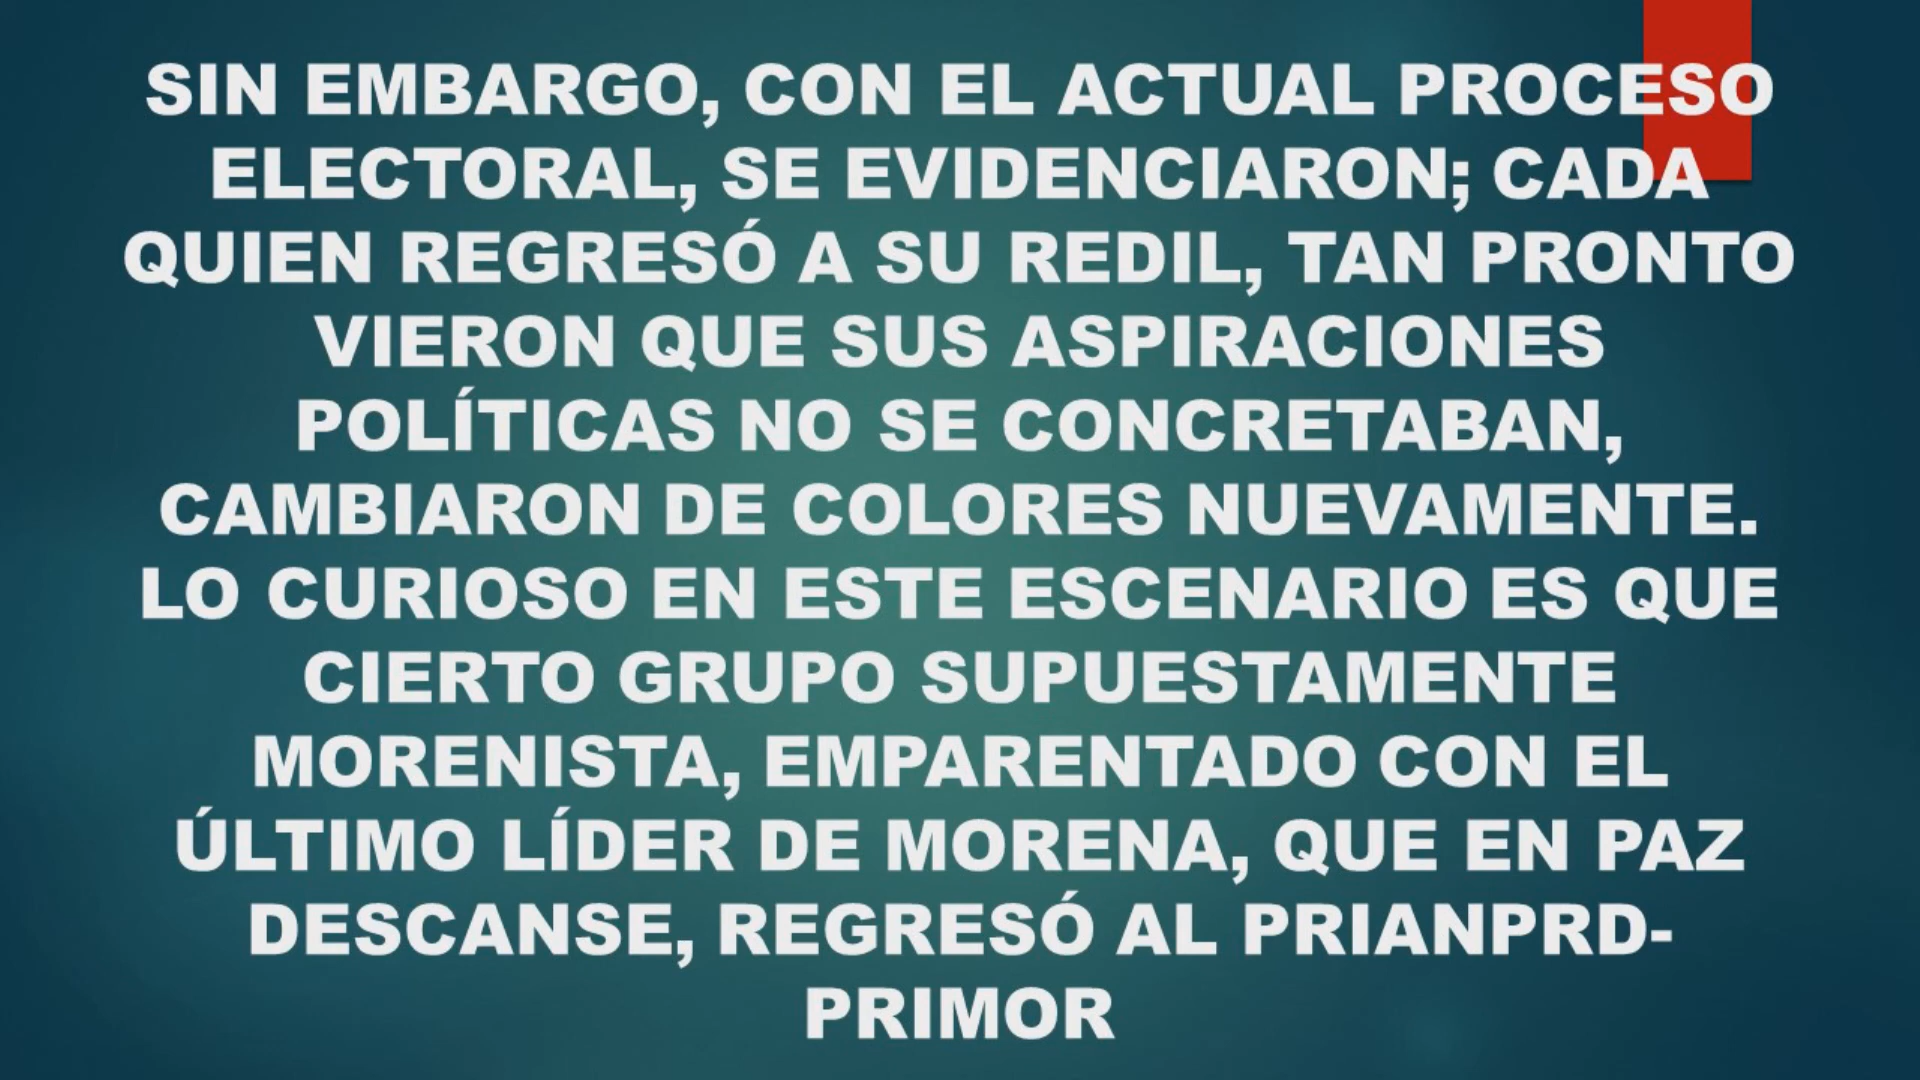 SIN EMBARGO, CON EL ACTUAL PROCESO
ELECTORAL, SE EVIDENCIARON; CADA
QUIEN REGRESÓ A SU REDIL, TAN PRONTO
VIERON QUE SUS ASPIRACIONES
POLÍTICAS NO SE CONCRETABAN,
CAMBIARON DE COLORES NUEVAMENTE.
LO CURIOSO EN ESTE ESCENARIO ES QUE
CIERTO GRUPO SUPUESTAMENTE
MORENISTA, EMPARENTADO CON EL
ÚLTIMO LÍDER DE MORENA, QUE EN PAZ
DESCANSE, REGRESÓ AL PRIANPRD-
PRIMOR